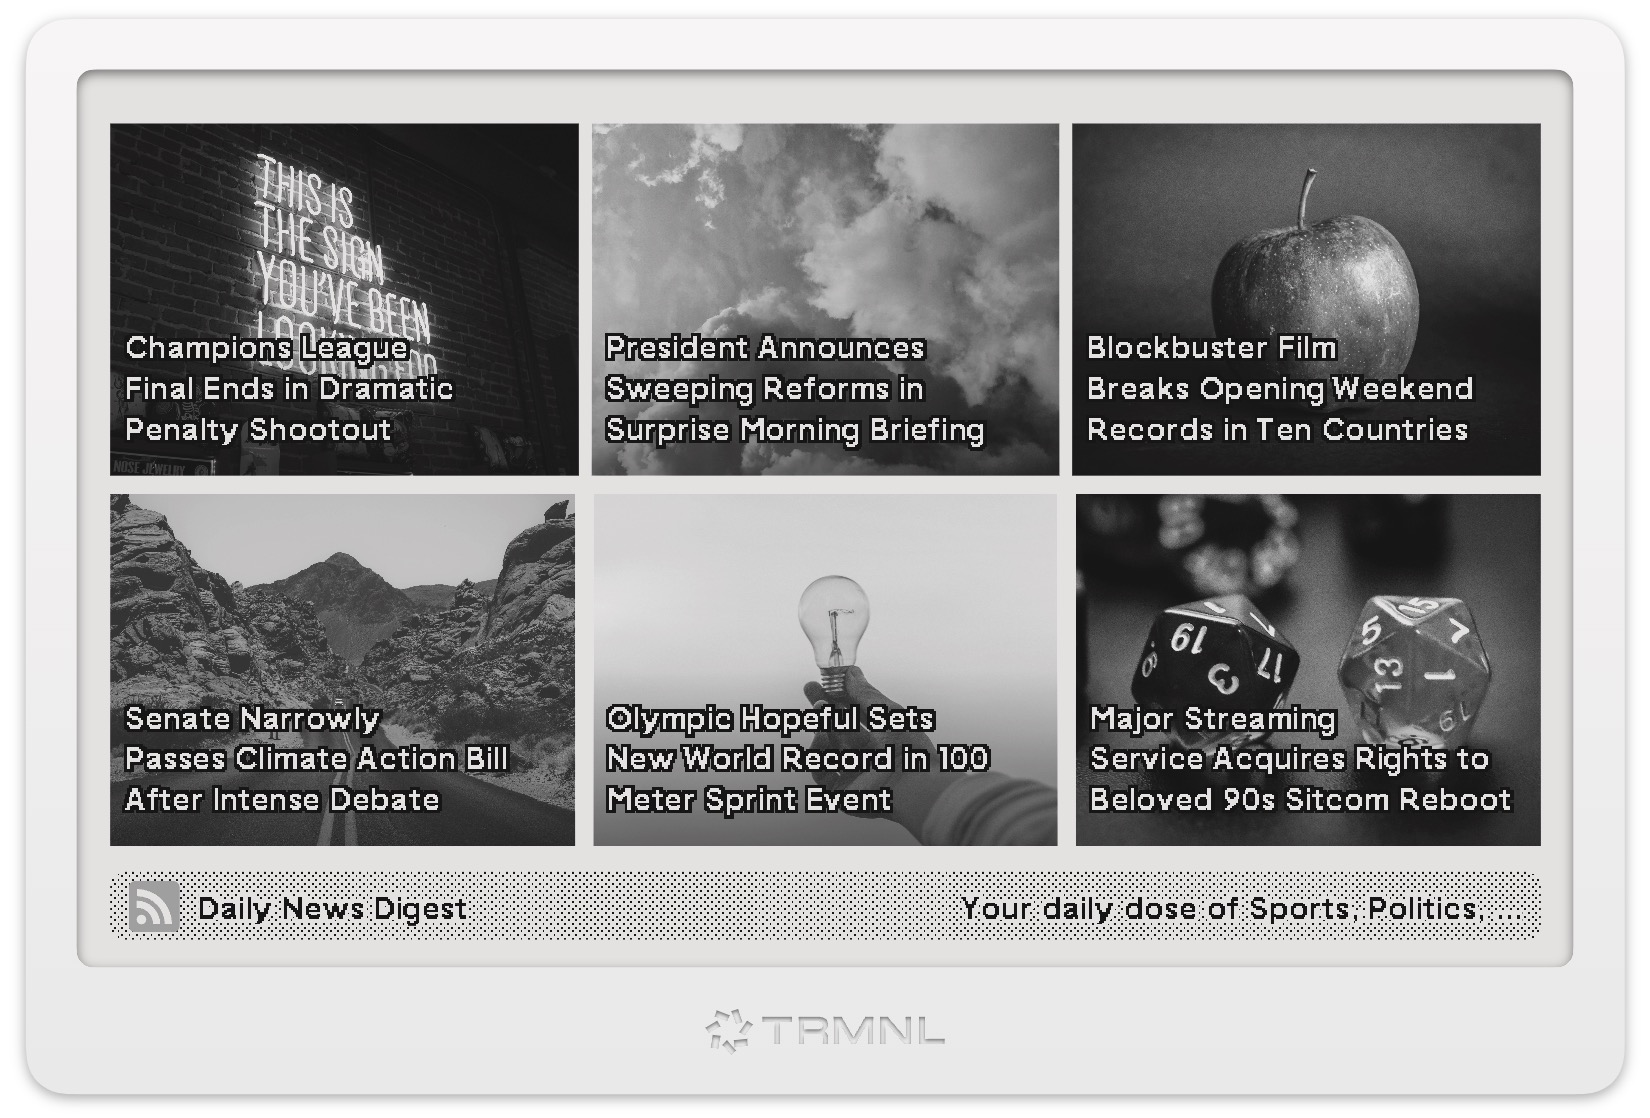 THIS IS
THE SIGN
YOU'VE BEEN
Champions League
Final Ends in Dramatic
Penalty Shootout
NOSE JEWELRY
President Announces
Sweeping Reforms in
Surprise Morning Briefing
Blockbuster Film
Breaks Opening Weekend
Records in Ten Countries
Senate Narrowly
Passes Climate Action Bill
After Intense Debate
Olympic Hopeful Sets
New World Record in 100
Meter Sprint Event
19
3
17
5
15
7
13
1
Major Streaming
Service Acquires Rights to
Beloved 90s Sitcom Reboot
Daily News Digest
Your daily dose of Sports, Politics, ...
TRMNL